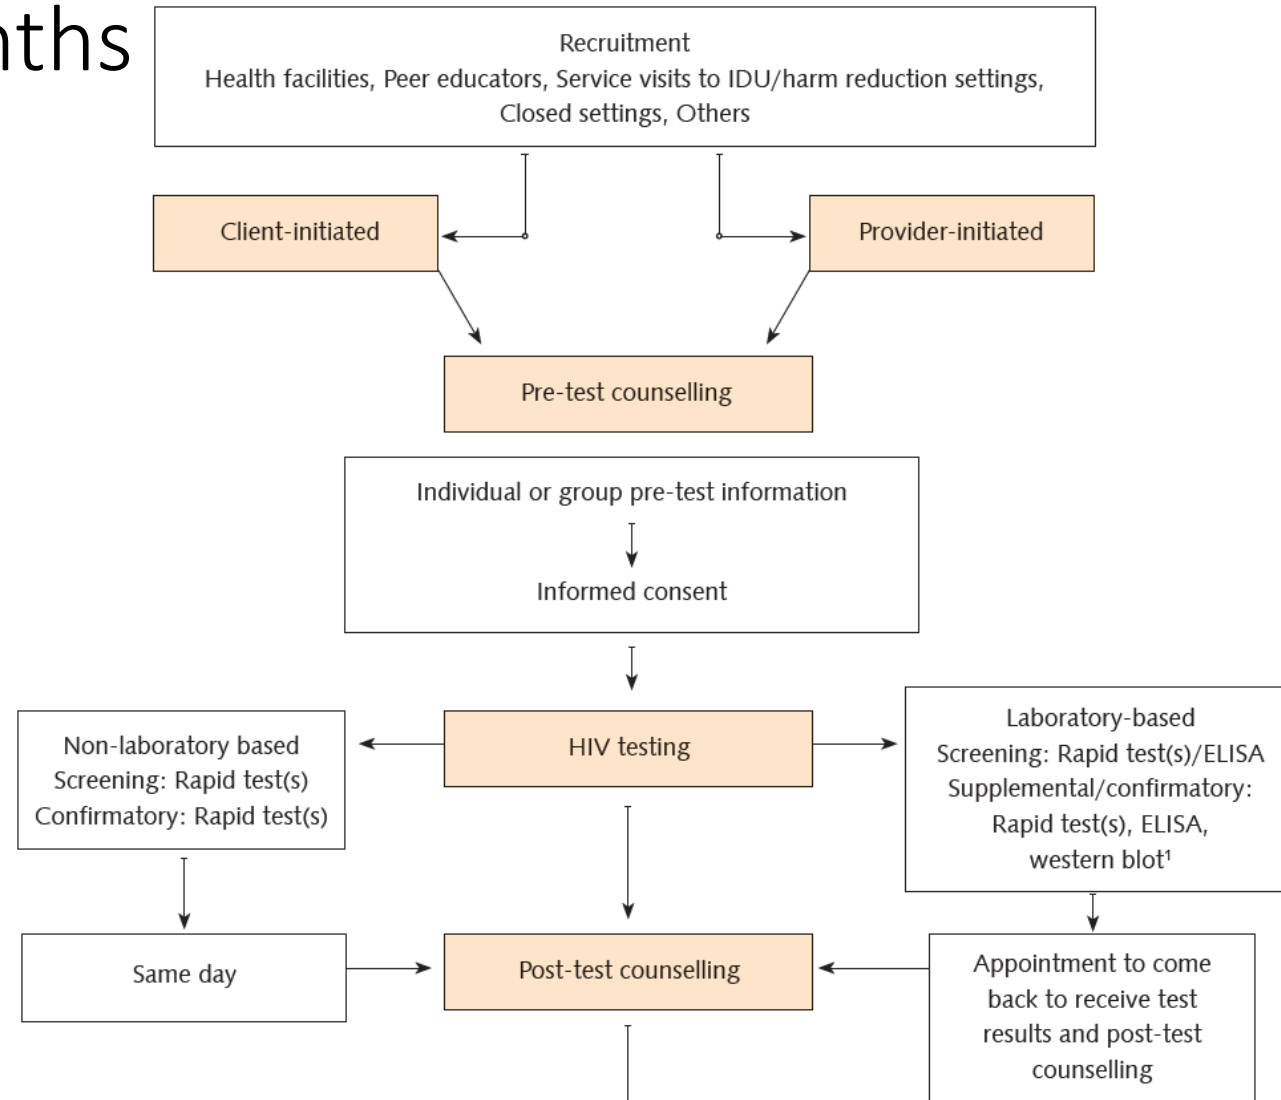 nths
Recruitment
Health facilities, Peer educators, Service visits to IDU/harm reduction settings,
Closed settings, Others
Client-initiated
Provider-initiated
Pre-test counselling
Individual or group pre-test information
Informed consent
Non-laboratory based
Screening: Rapid test(s)
Confirmatory: Rapid test(s)
HIV testing
Laboratory-based
Screening: Rapid test(s)/ELISA
Supplemental/confirmatory:
Rapid test(s), ELISA,
western blot¹
Same day
Post-test counselling
Appointment to come
back to receive test
results and post-test
counselling